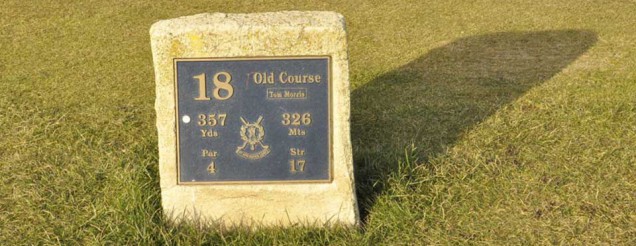 18 Old Course
Tom Morris
357 326
Yds Mts
Par Str
4 17